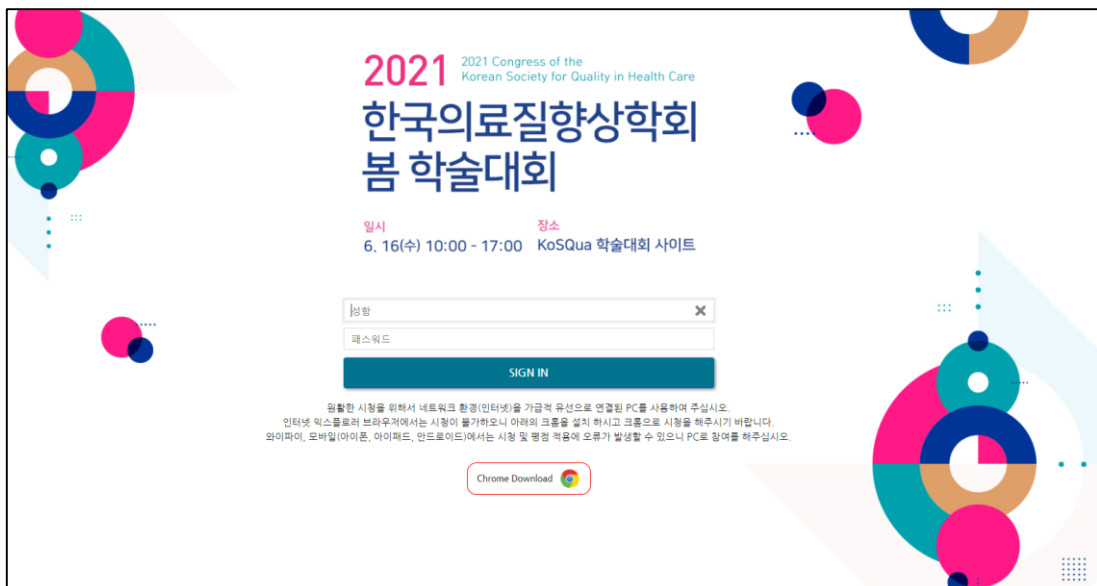 2021
2021 Congress of the
Korean Society for Quality in Health Care
한국의료질향상학회
봄 학술대회
일시
6. 16(수) 10:00 - 17:00
장소
KoSQua 학술대회 사이트
성함
패스워드
SIGN IN
원활한 시청을 위해서 네트워크 환경(인터넷)을 가급적 유선으로 연결된 PC를 사용하여 주십시오.
인터넷 익스플로러 브라우저에서는 시청이 불가하오니 아래의 크롬을 설치 하시고 크롬으로 시청을 해주시기 바랍니다.
와이파이, 모바일(아이폰, 아이패드, 안드로이드)에서는 시청 및 평점 적용에 오류가 발생할 수 있으니 PC로 참여를 해주십시오.
Chrome Download